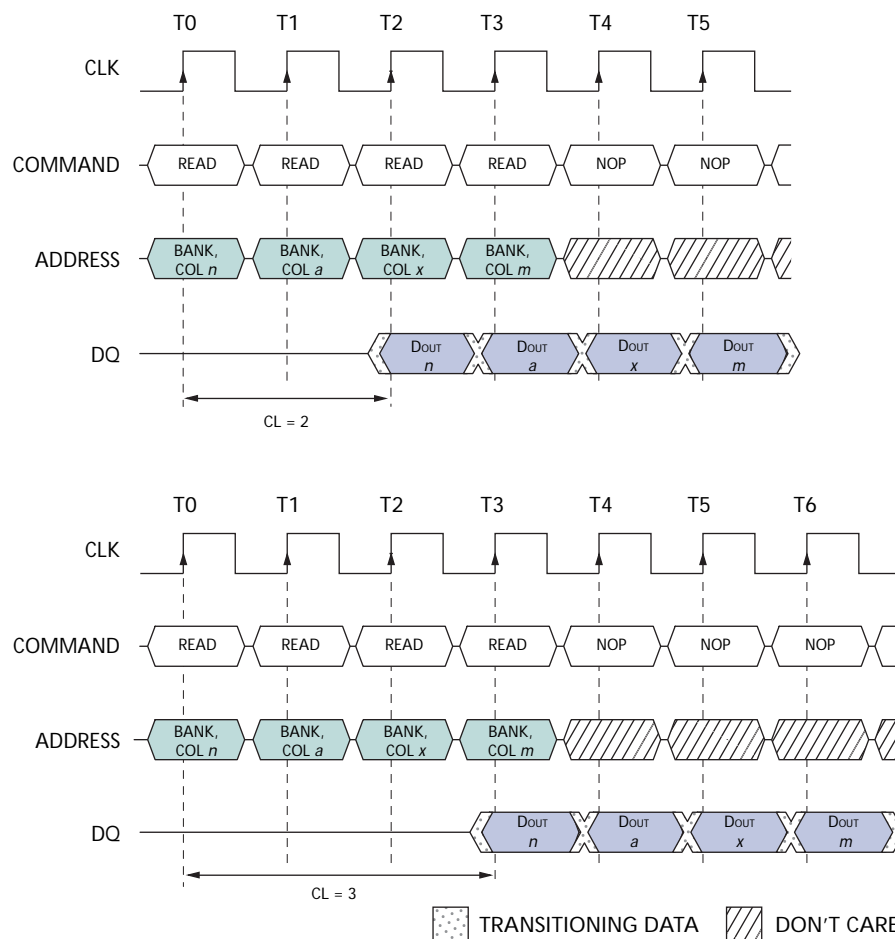 T0 T1 T2 T3 T4 T5
CLK
COMMAND READ READ READ READ NOP NOP
ADDRESS BANK, COL n BANK, COL a BANK, COL x BANK, COL m
DQ DOUT n DOUT a DOUT x DOUT m
CL = 2
T0 T1 T2 T3 T4 T5 T6
CLK
COMMAND READ READ READ READ NOP NOP NOP
ADDRESS BANK, COL n BANK, COL a BANK, COL x BANK, COL m
DQ DOUT n DOUT a DOUT x DOUT m
CL = 3
TRANSITIONING DATA DON'T CARE